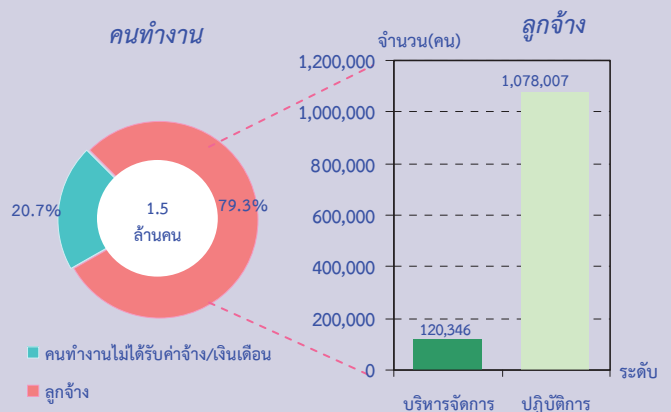 คนทำงาน
20.7%
79.3%
1.5
ล้านคน
คนทำงานไม่ได้รับค่าจ้าง/เงินเดือน
ลูกจ้าง
ลูกจ้าง
จำนวน(คน)
1,200,000
1,000,000
800,000
600,000
400,000
200,000
0
1,078,007
120,346
ระดับ
บริหารจัดการ
ปฏิบัติการ